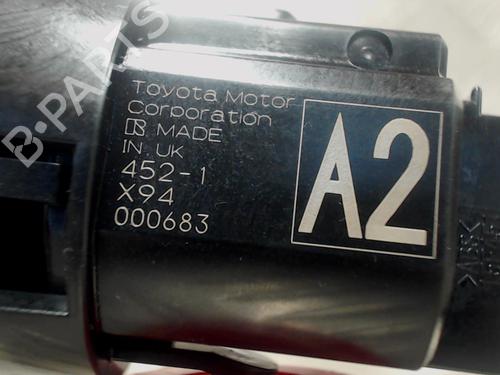 Toyota Motor
Corporation
MADE
IN UK
452-1
X94
000683
A2
B-PARTS